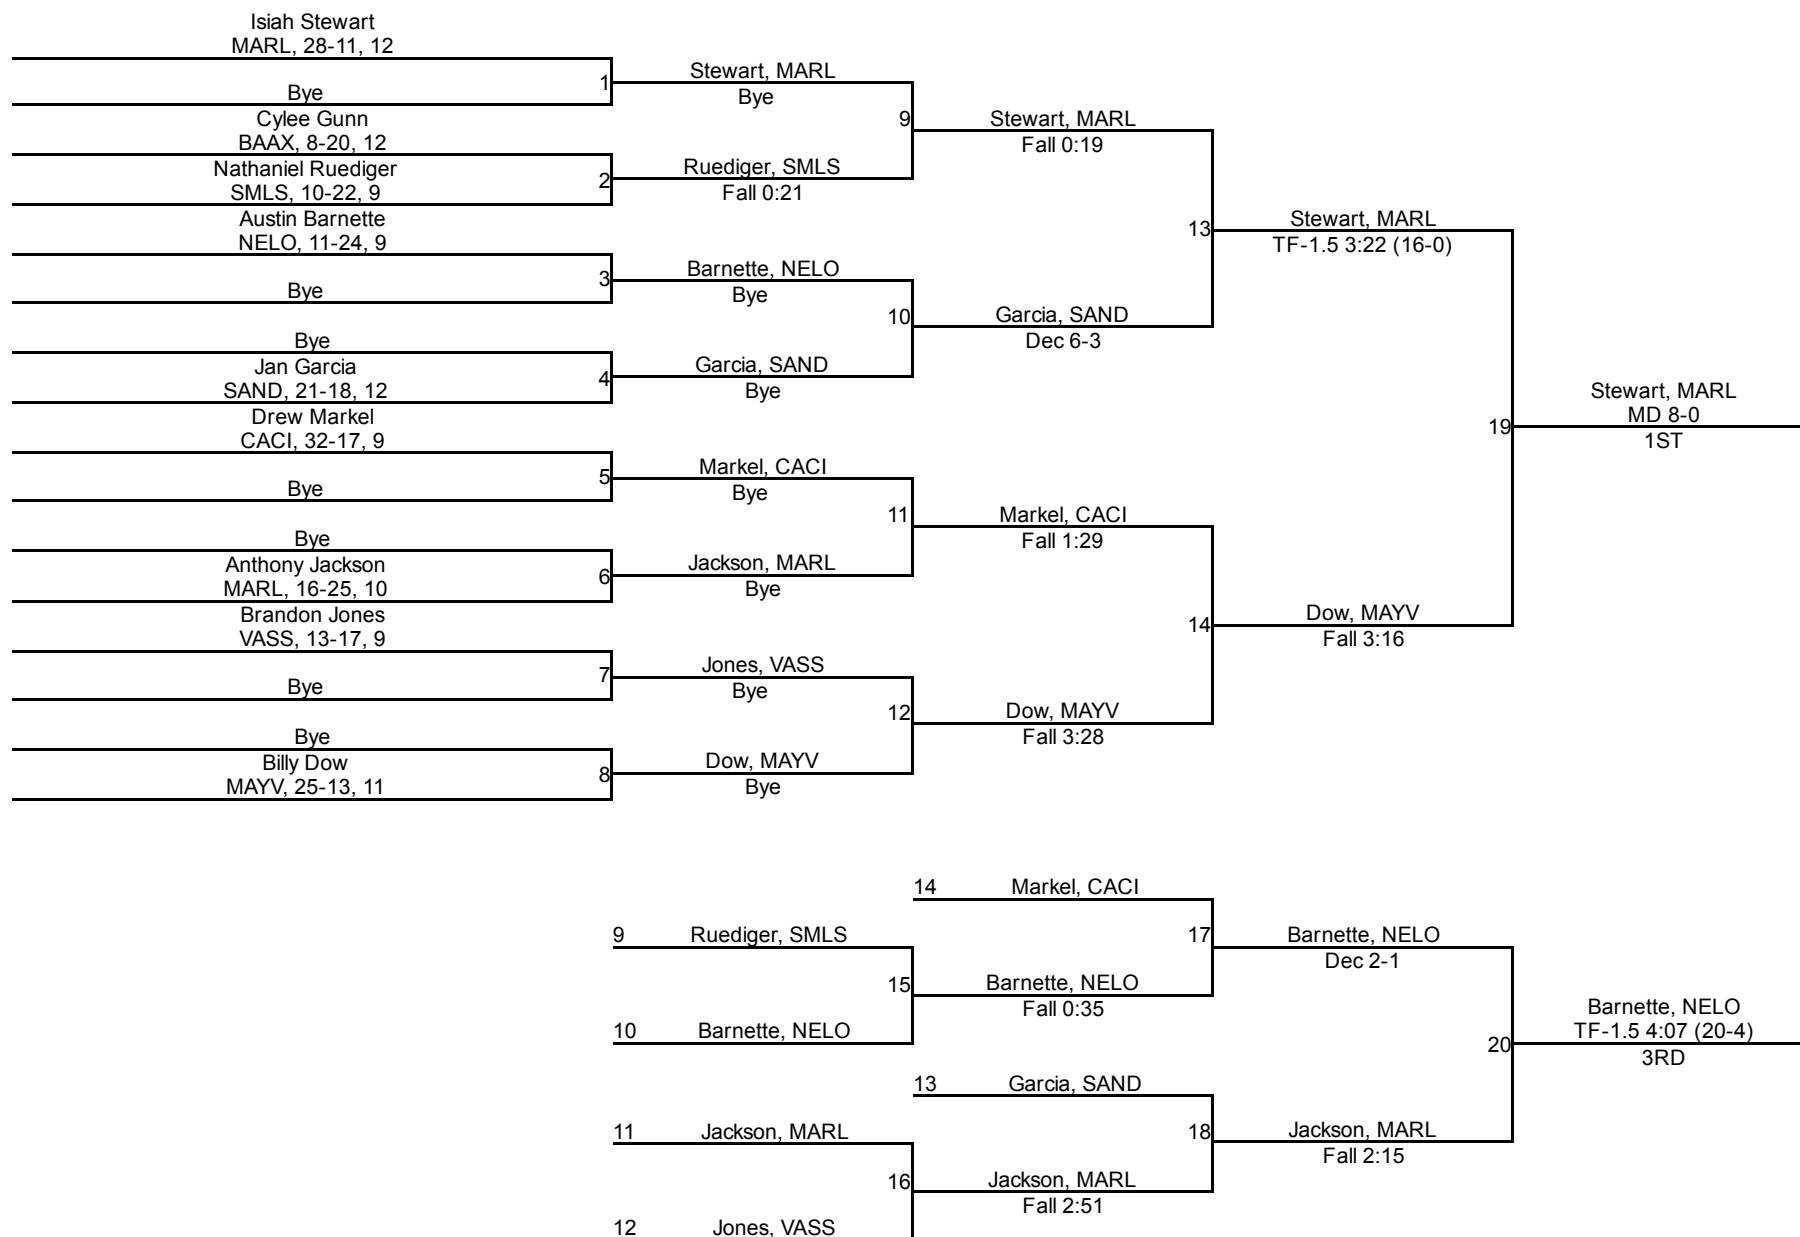 Isiah Stewart
MARL, 28-11, 12
Bye
Cylee Gunn
BAAX, 8-20, 12
Nathaniel Ruediger
SMLS, 10-22, 9
Austin Barnette
NELO, 11-24, 9
Bye
Bye
Jan Garcia
SAND, 21-18, 12
Drew Markel
CACI, 32-17, 9
Bye
Bye
Anthony Jackson
MARL, 16-25, 10
Brandon Jones
VASS, 13-17, 9
Bye
Bye
Billy Dow
MAYV, 25-13, 11
1
2
3
4
5
6
7
8
Stewart, MARL
Bye
Ruediger, SMLS
Fall 0:21
Barnette, NELO
Bye
Garcia, SAND
Bye
Markel, CACI
Bye
Jackson, MARL
Bye
Jones, VASS
Bye
Dow, MAYV
Bye
9
10
11
12
Stewart, MARL
Fall 0:19
Garcia, SAND
Dec 6-3
Markel, CACI
Fall 1:29
Dow, MAYV
Fall 3:28
13
14
Stewart, MARL
TF-1.5 3:22 (16-0)
Dow, MAYV
Fall 3:16
19
Stewart, MARL
MD 8-0
1ST
9 Ruediger, SMLS
10 Barnette, NELO
11 Jackson, MARL
12 Jones, VASS
15
16
14 Markel, CACI
Barnette, NELO
Fall 0:35
13 Garcia, SAND
Jackson, MARL
Fall 2:51
17
18
Barnette, NELO
Dec 2-1
Jackson, MARL
Fall 2:15
20
Barnette, NELO
TF-1.5 4:07 (20-4)
3RD